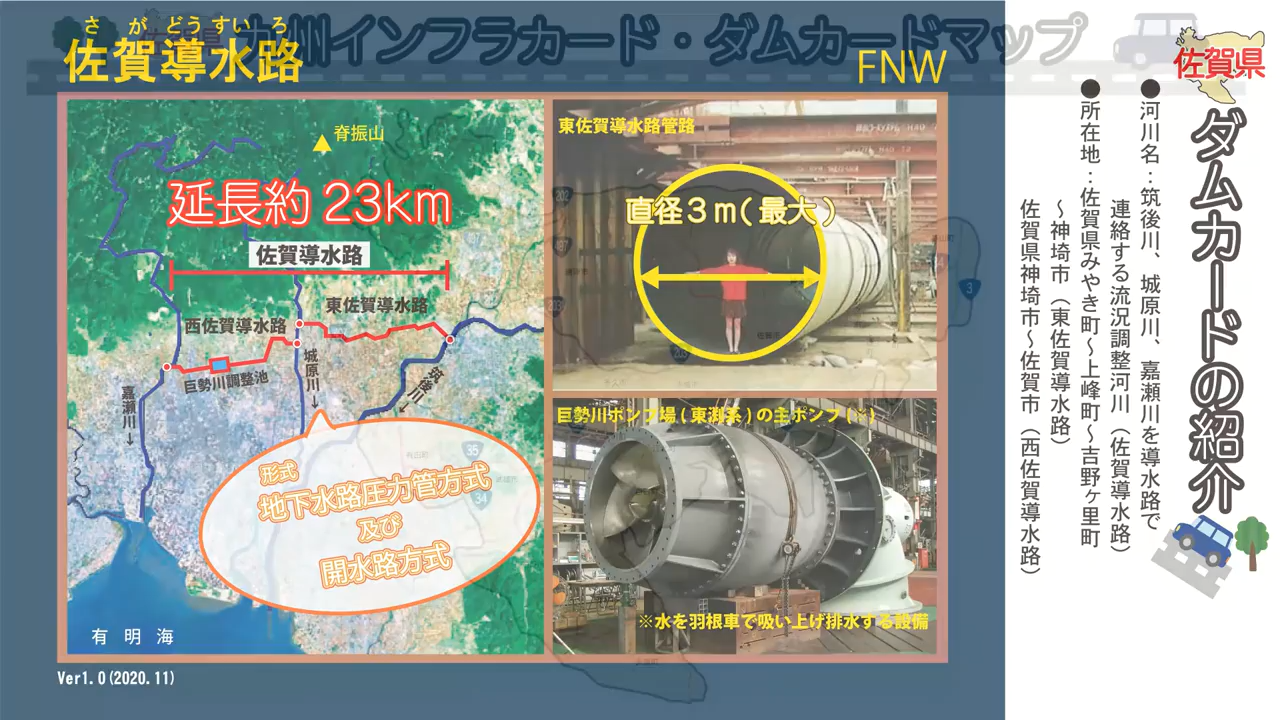 さがどうすいろ
佐賀導水路
九州インフラカード・ダムカードマップ
FNW
脊振山
延長約23km
佐賀導水路
東佐賀導水路
西佐賀導水路
巨勢川調整池
嘉瀬川↓
城原川↓
筑後川↓
形式
地下水路圧力管方式
及び
開水路方式
有明海
Ver1.0(2020.11)
東佐賀導水路管路
直径3m(最大)
巨勢川ポンプ場(東渕系)の主ポンプ(※)
※水を羽根車で吸い上げ排水する設備
佐賀県
ダムカードの紹介
●河川名：筑後川、城原川、嘉瀬川を導水路で
連絡する流況調整河川（佐賀導水路）
●所在地：佐賀県みやき町～上峰町～吉野ヶ里町
～神埼市（東佐賀導水路）
佐賀県神埼市～佐賀市（西佐賀導水路）